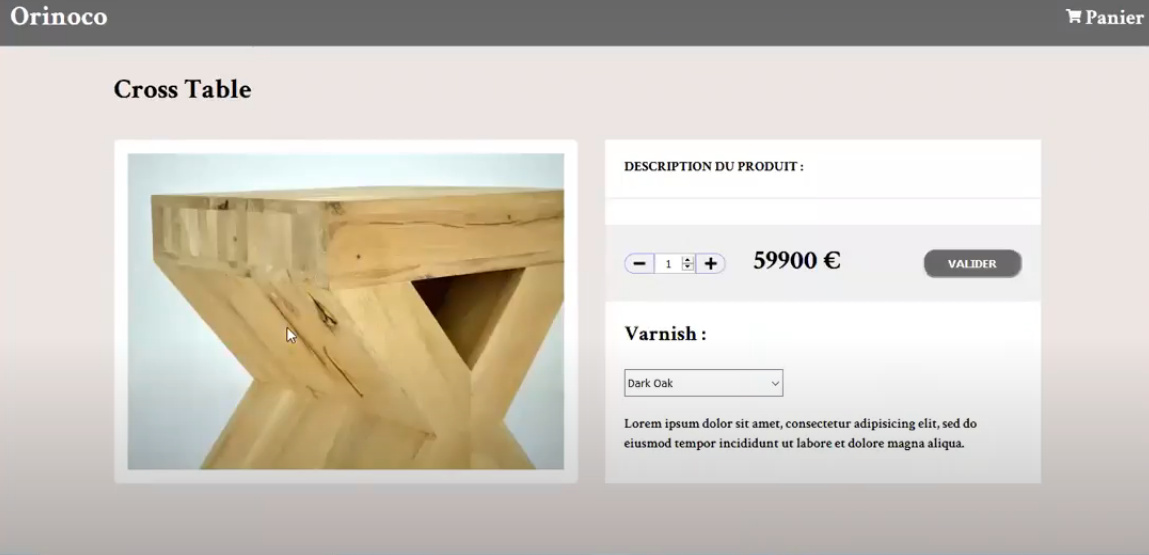 Orinoco
Panier
Cross Table
DESCRIPTION DU PRODUIT :
1
59900 €
VALIDER
Varnish :
Dark Oak
Lorem ipsum dolor sit amet, consectetur adipisicing elit, sed do
eiusmod tempor incididunt ut labore et dolore magna aliqua.